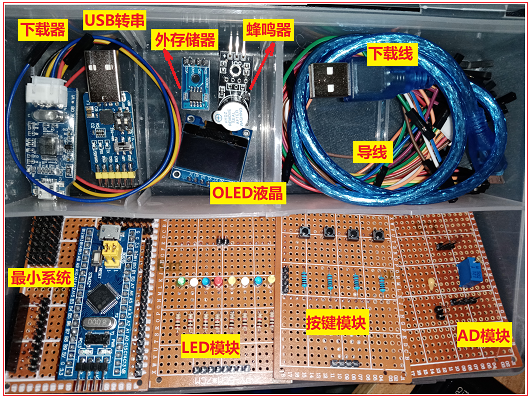 下载器
USB转串
外存储器
蜂鸣器
下载线
导线
OLED液晶
最小系统
LED模块
按键模块
AD模块